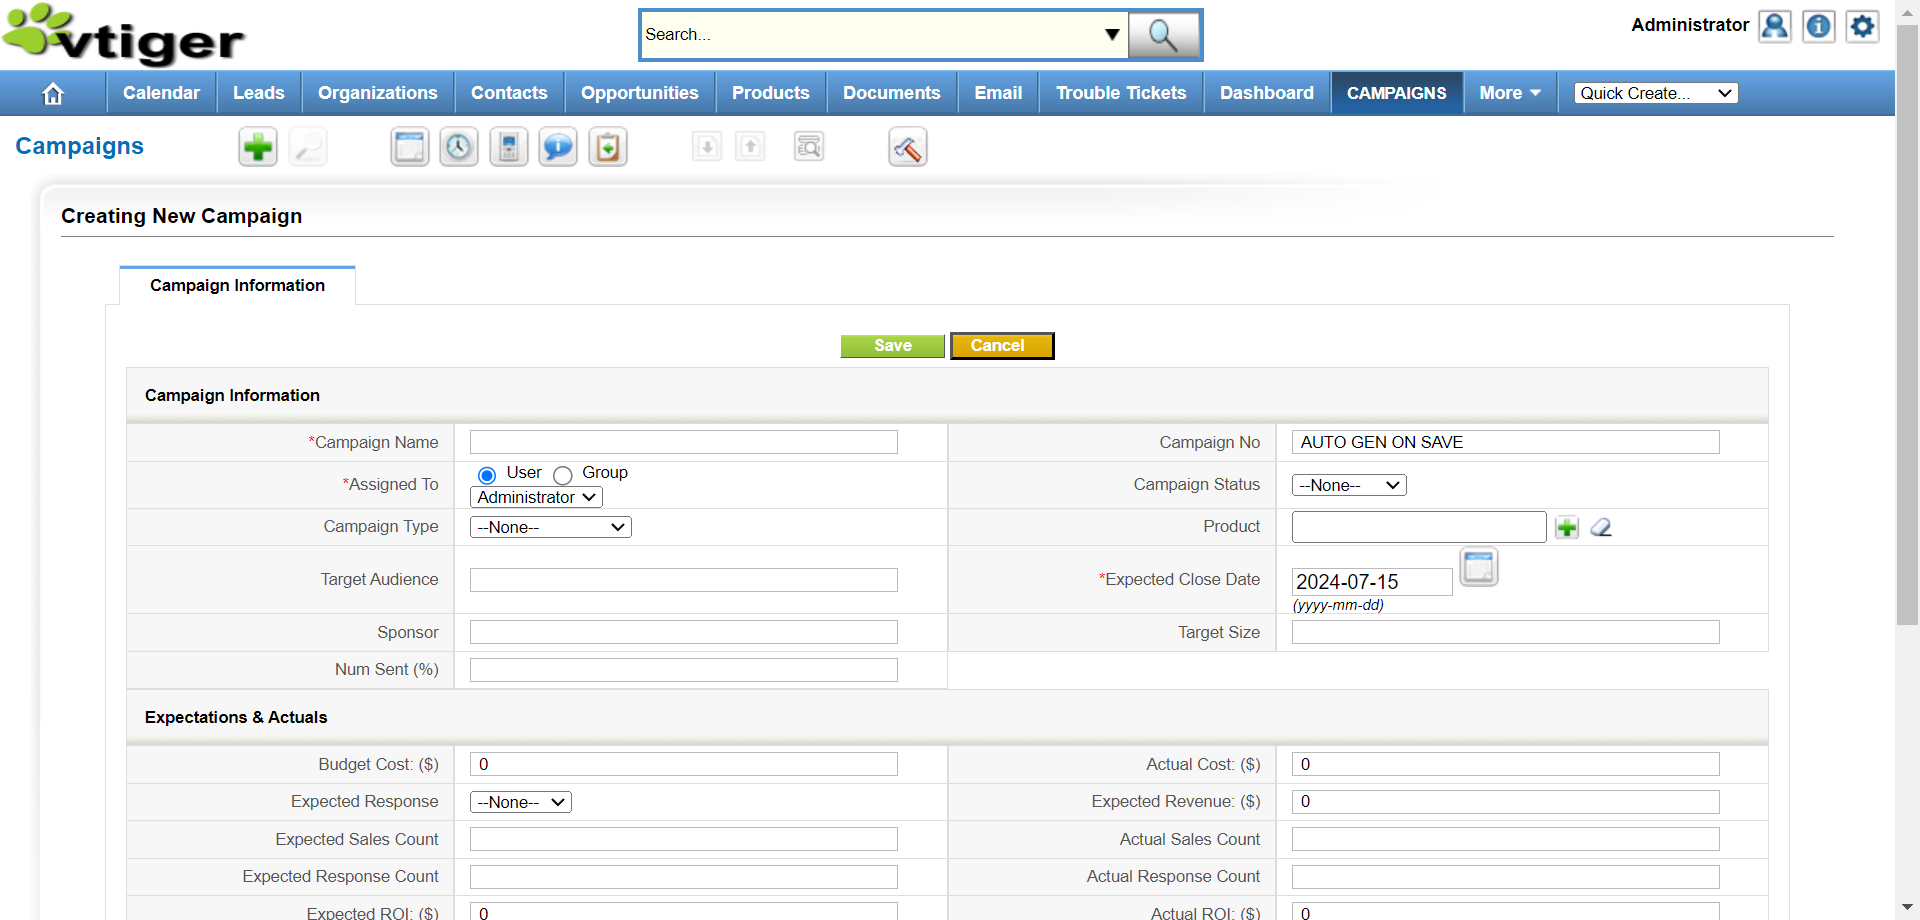 vtiger
Search...
Administrator
Calendar Leads Organizations Contacts Opportunities Products Documents Email Trouble Tickets Dashboard CAMPAIGNS More Quick Create...
Campaigns
Creating New Campaign
Campaign Information
Save Cancel
Campaign Information
*Campaign Name Campaign No AUTO GEN ON SAVE
*Assigned To User Group Administrator Campaign Status --None--
Campaign Type --None-- Product
Target Audience *Expected Close Date 2024-07-15
(yyyy-mm-dd)
Sponsor Target Size
Num Sent (%)
Expectations & Actuals
Budget Cost: ($) 0 Actual Cost: ($) 0
Expected Response --None-- Expected Revenue: ($) 0
Expected Sales Count Actual Sales Count
Expected Response Count Actual Response Count
Expected ROI: ($) 0 Actual ROI: ($) 0